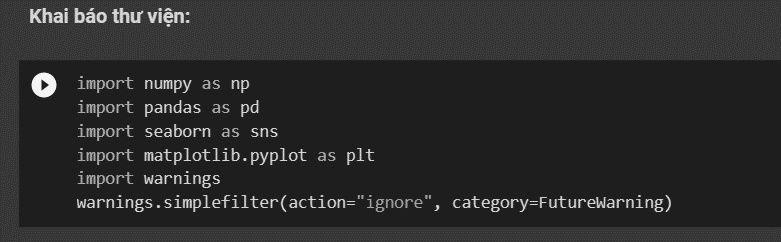 Khai báo thư viện:
import numpy as np
import pandas as pd
import seaborn as sns
import matplotlib.pyplot as plt
import warnings
warnings.simplefilter(action="ignore", category=FutureWarning)